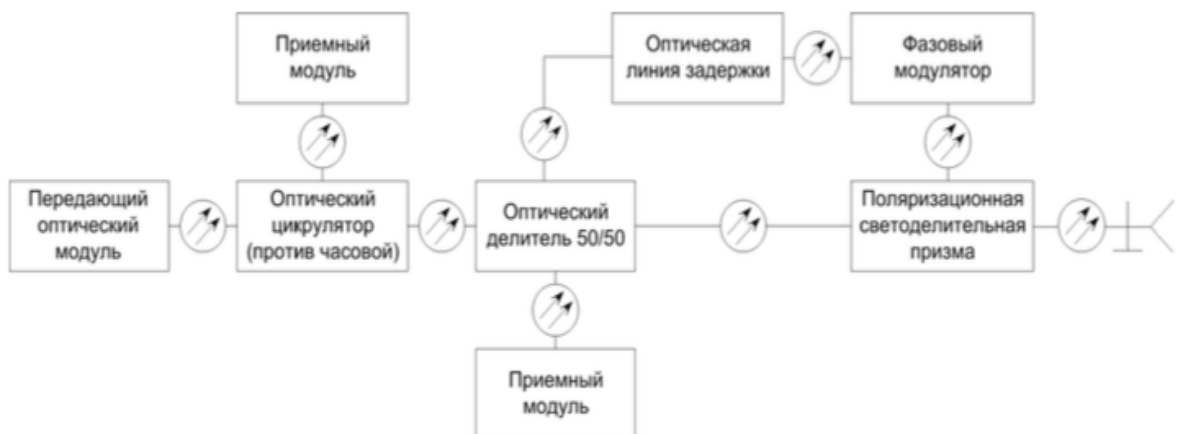 Приемный
модуль
Оптическая
линия задержки
Фазовый
модулятор
Передающий
оптический
модуль
Оптический
цикрулятор
(против часовой)
Оптический
делитель 50/50
Поляризационная
светоделительная
призма
Приемный
модуль